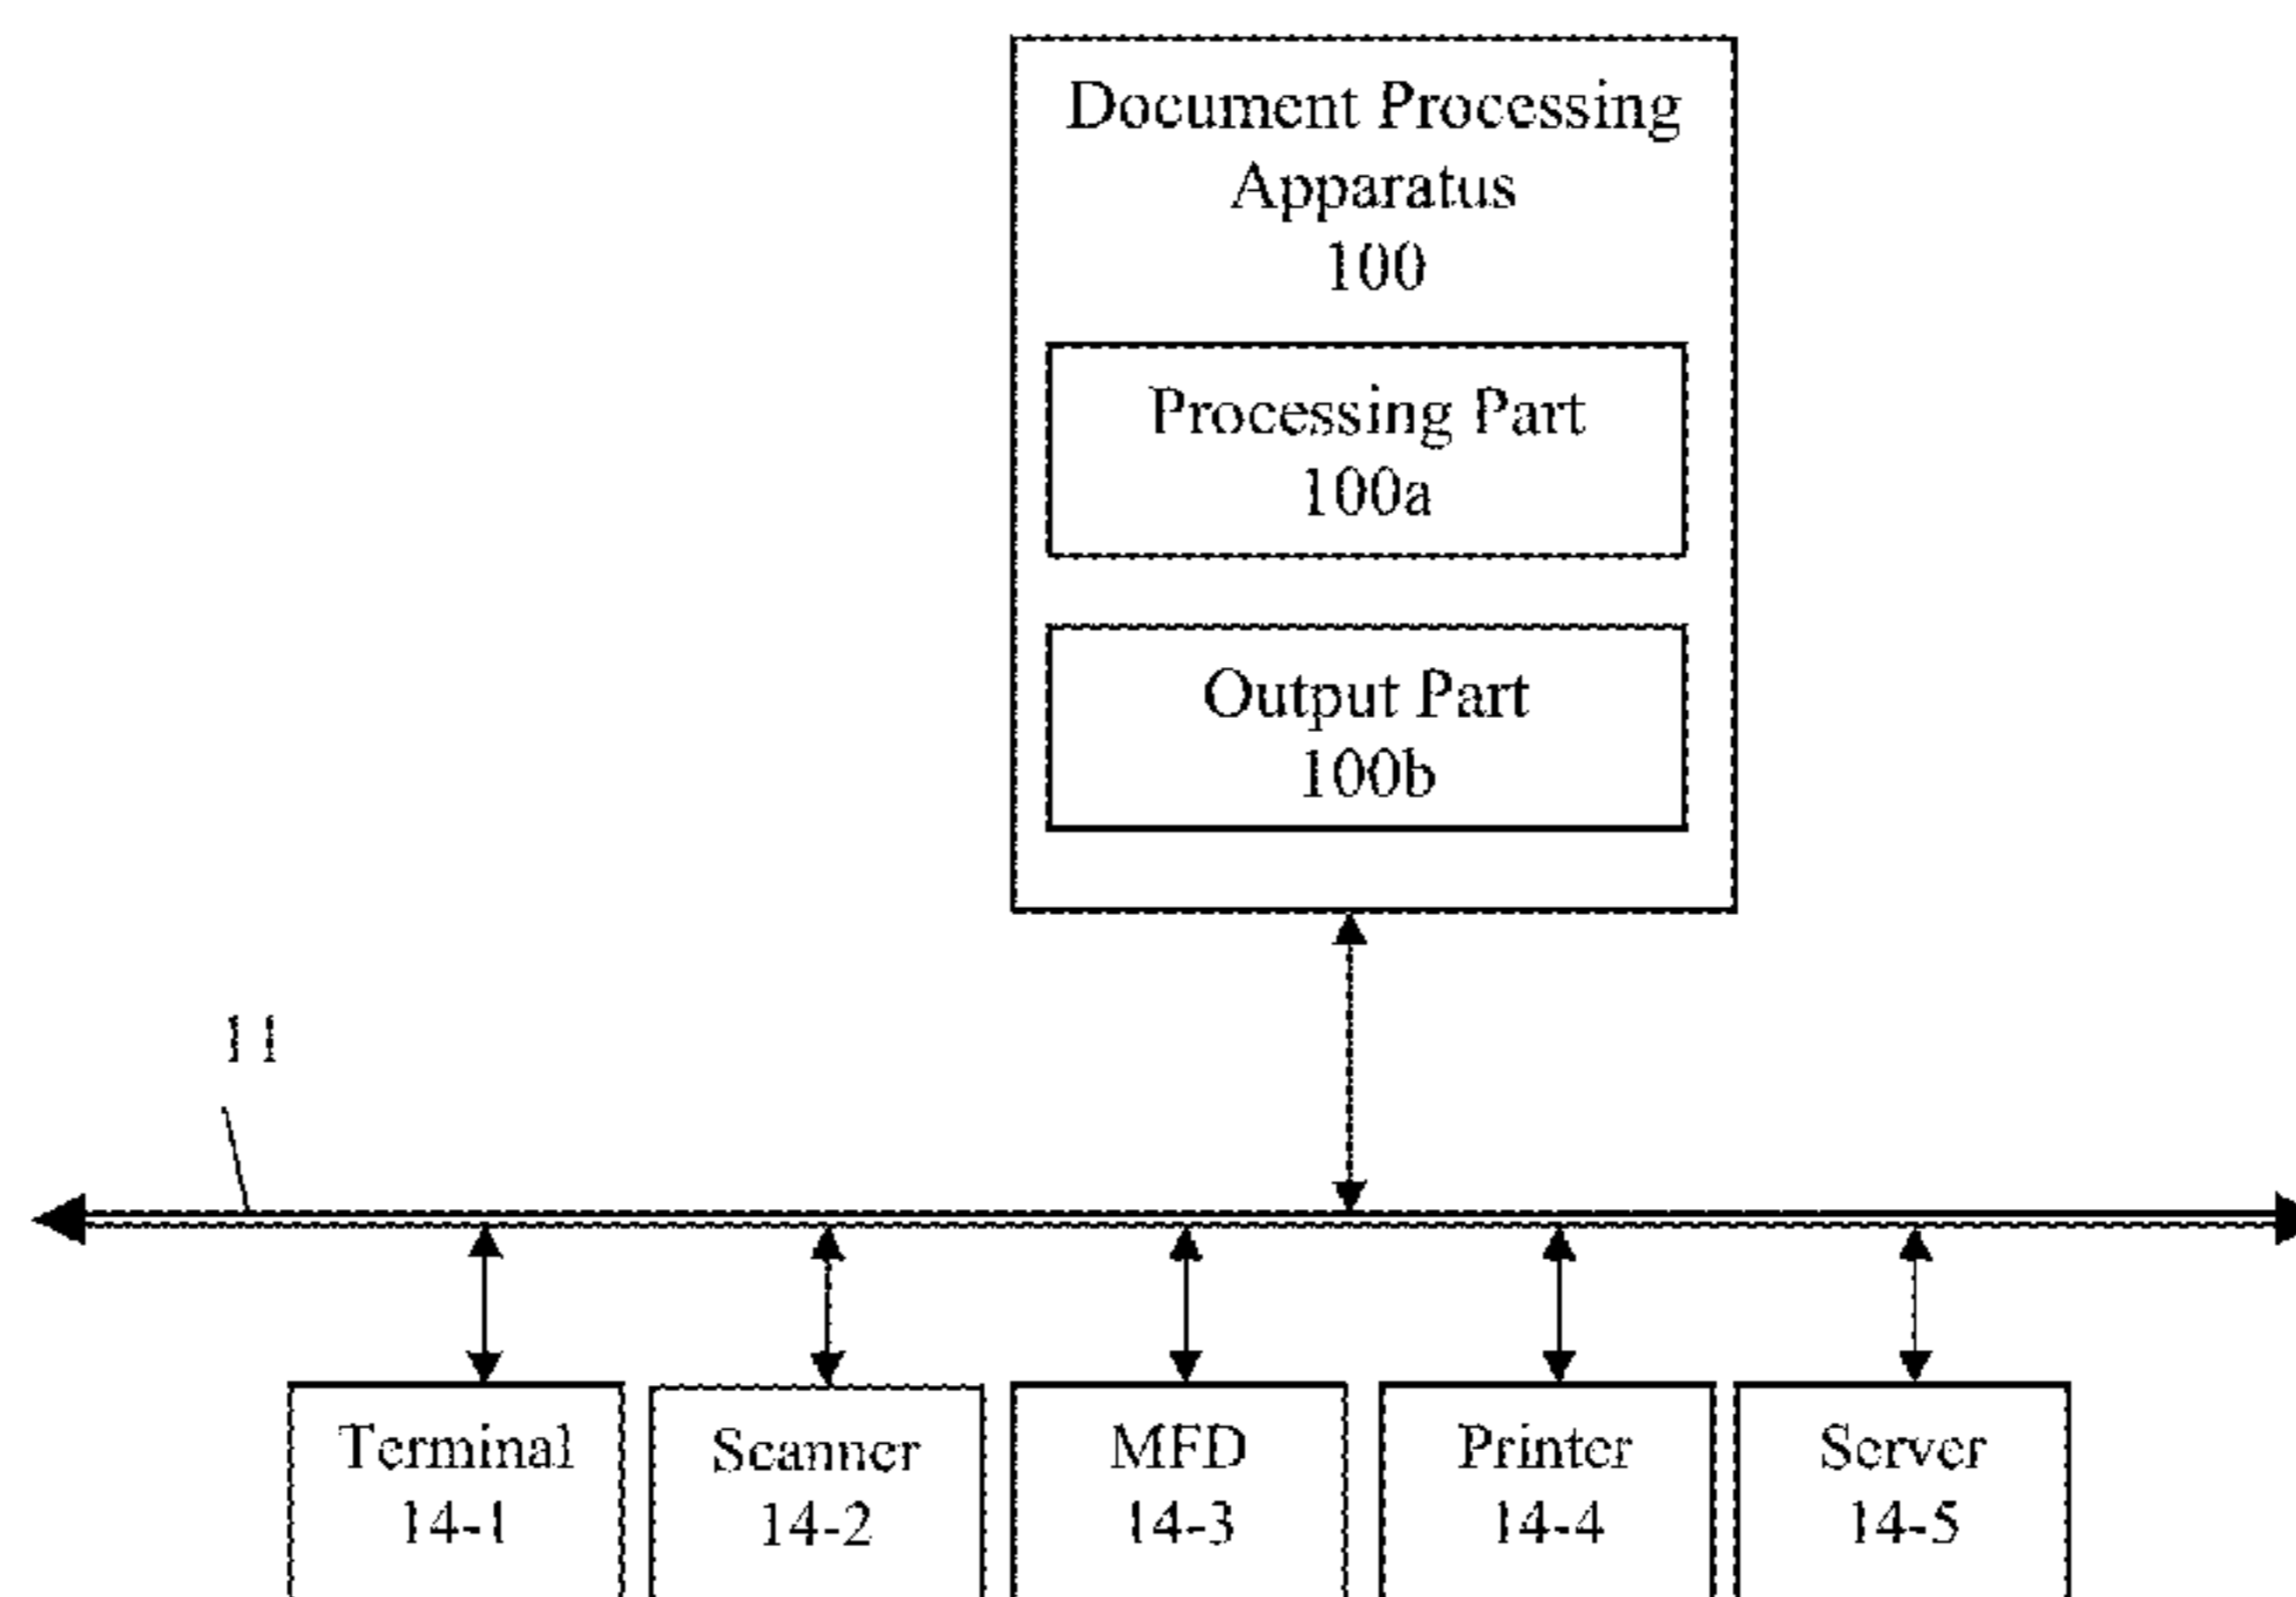 Document Processing
Apparatus
100
Processing Part
100a
Output Part
100b
11
Terminal
14-1
Scanner
14-2
MFD
14-3
Printer
14-4
Server
14-5